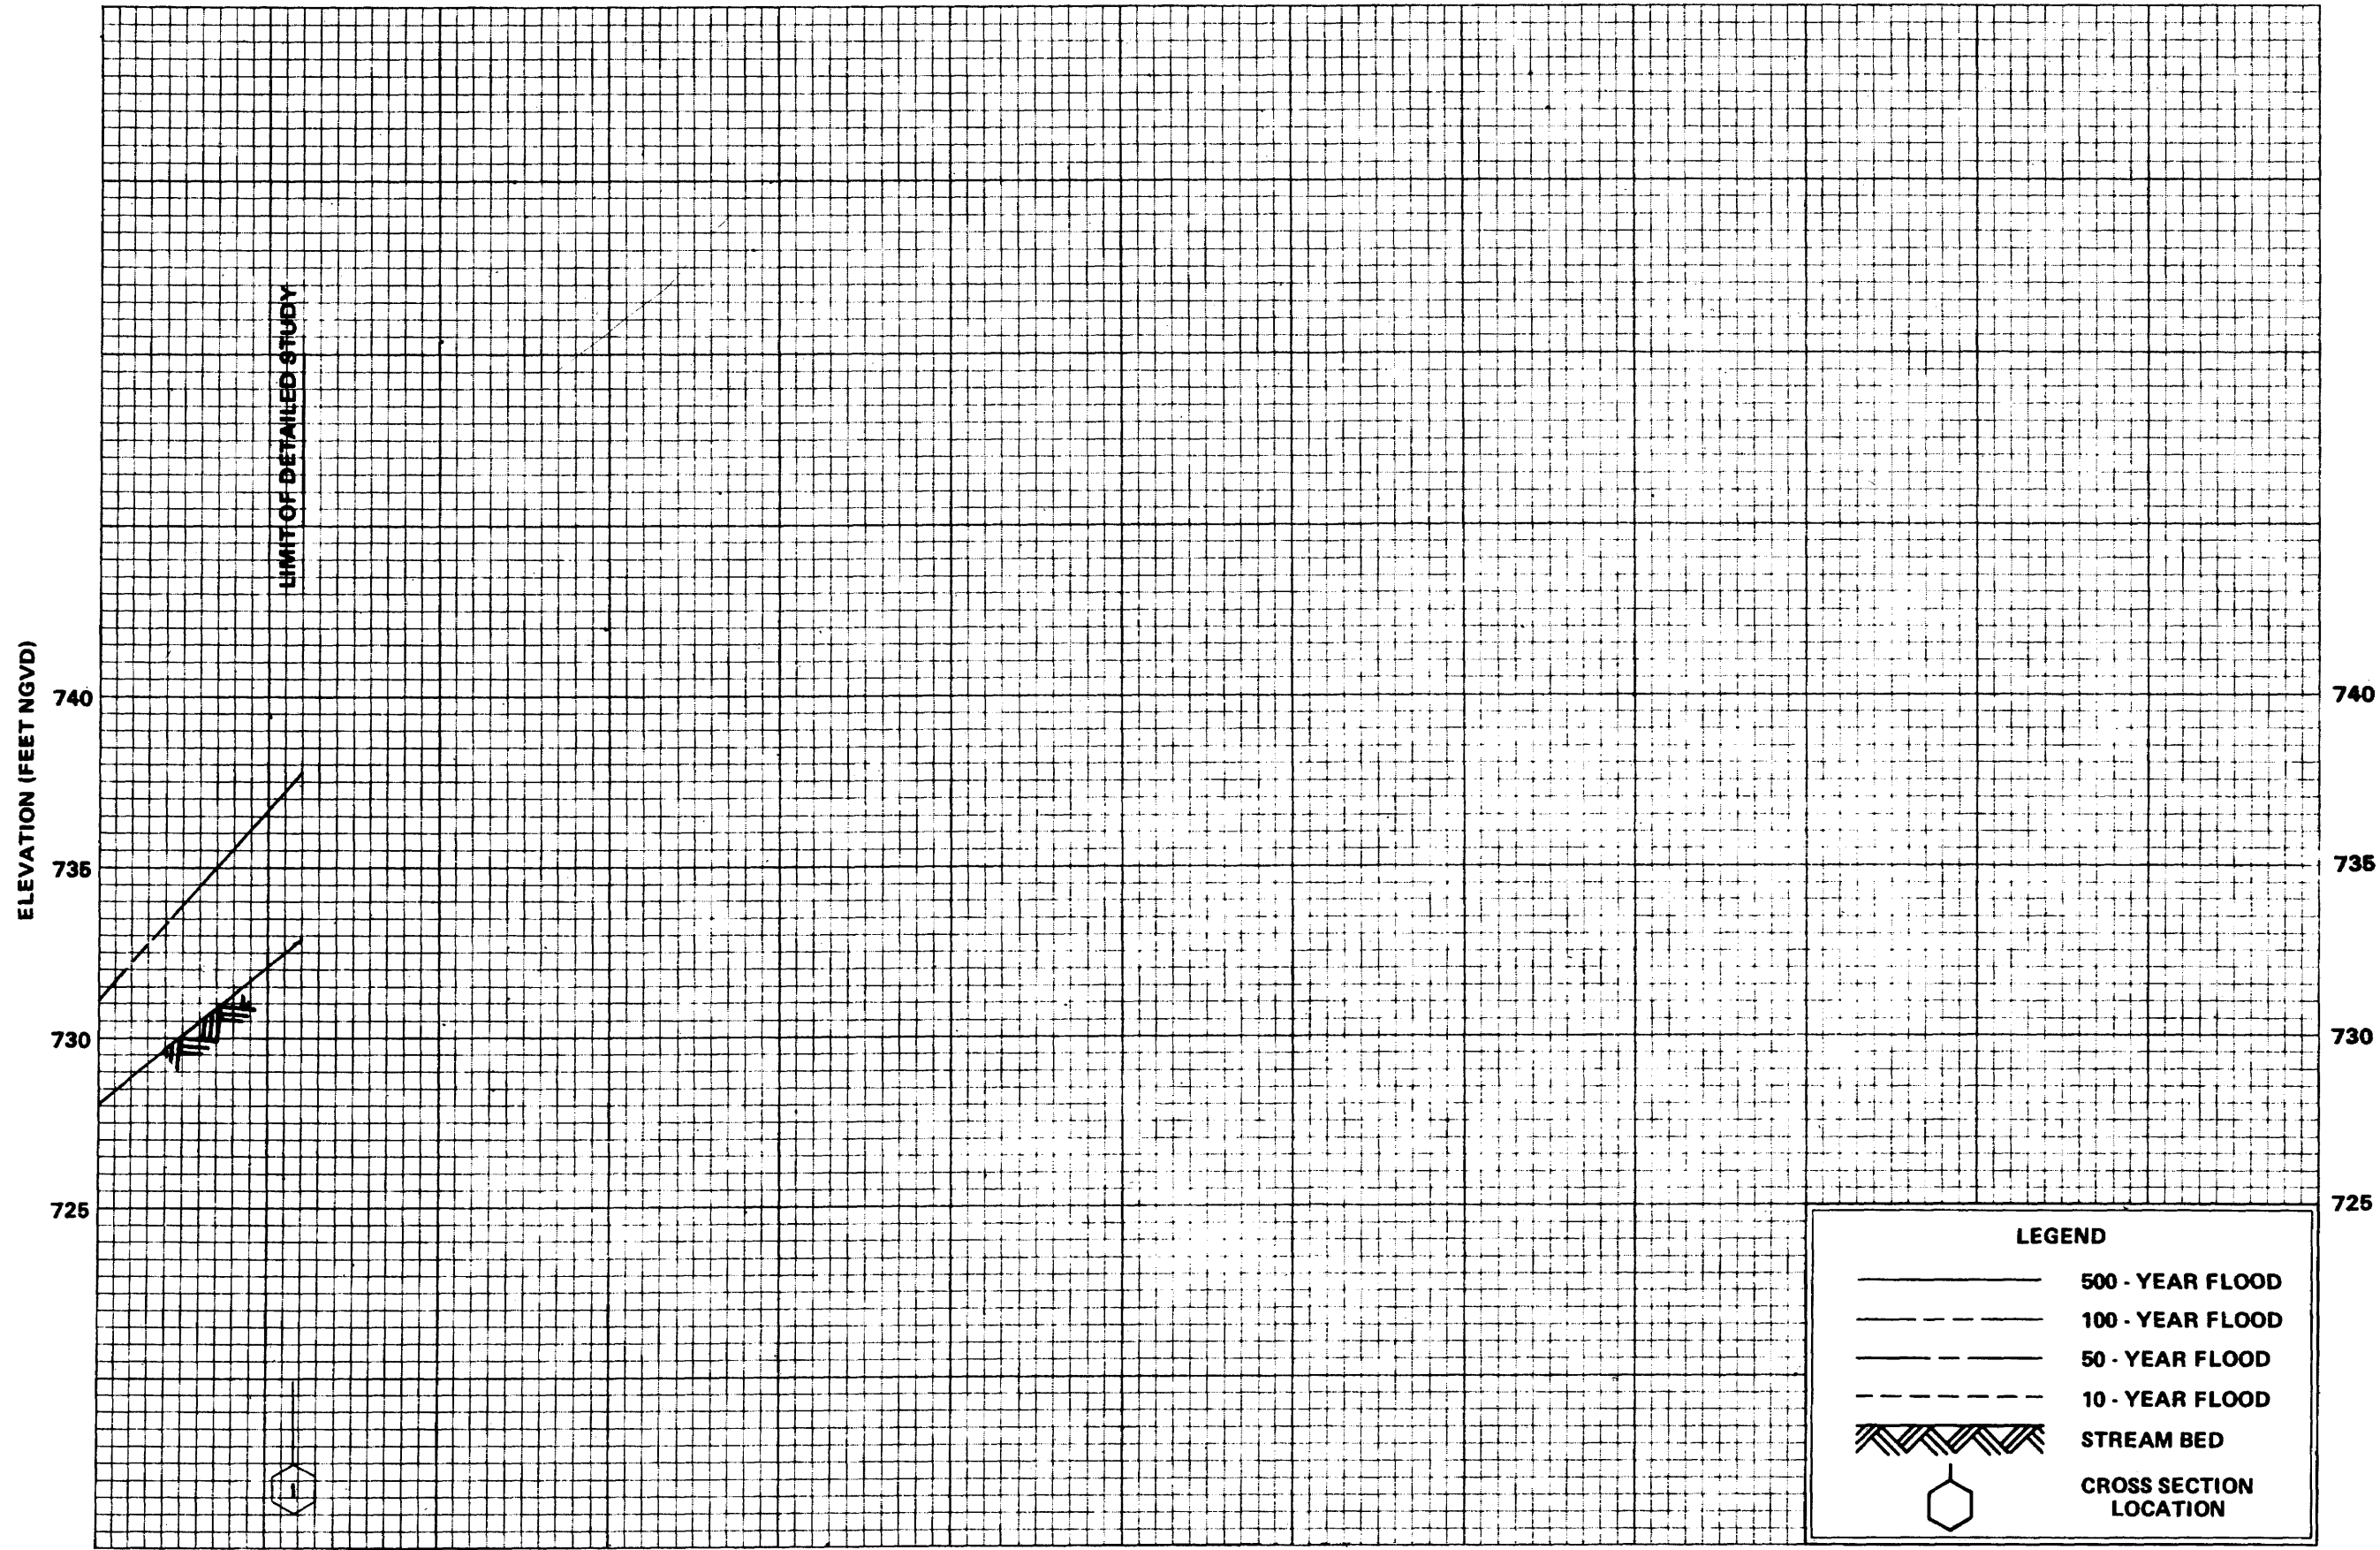 LIMIT OF DETAILED STUDY
ELEVATION (FEET NGVD)
740
735
730
725
740
735
730
725
I
LEGEND
500 - YEAR FLOOD
100 - YEAR FLOOD
50 - YEAR FLOOD
10 - YEAR FLOOD
STREAM BED
CROSS SECTION
LOCATION